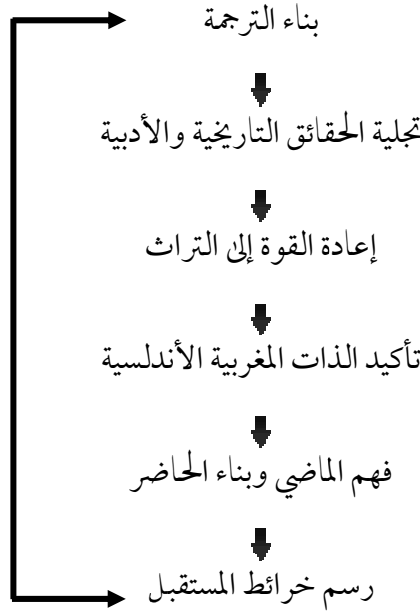 بناء الترجمة
تجلية الحقائق التاريخية والأدبية
إعادة القوة إلى التراث
تأكيد الذات المغربية الأندلسية
فهم الماضي وبناء الحاضر
رسم خرائط المستقبل